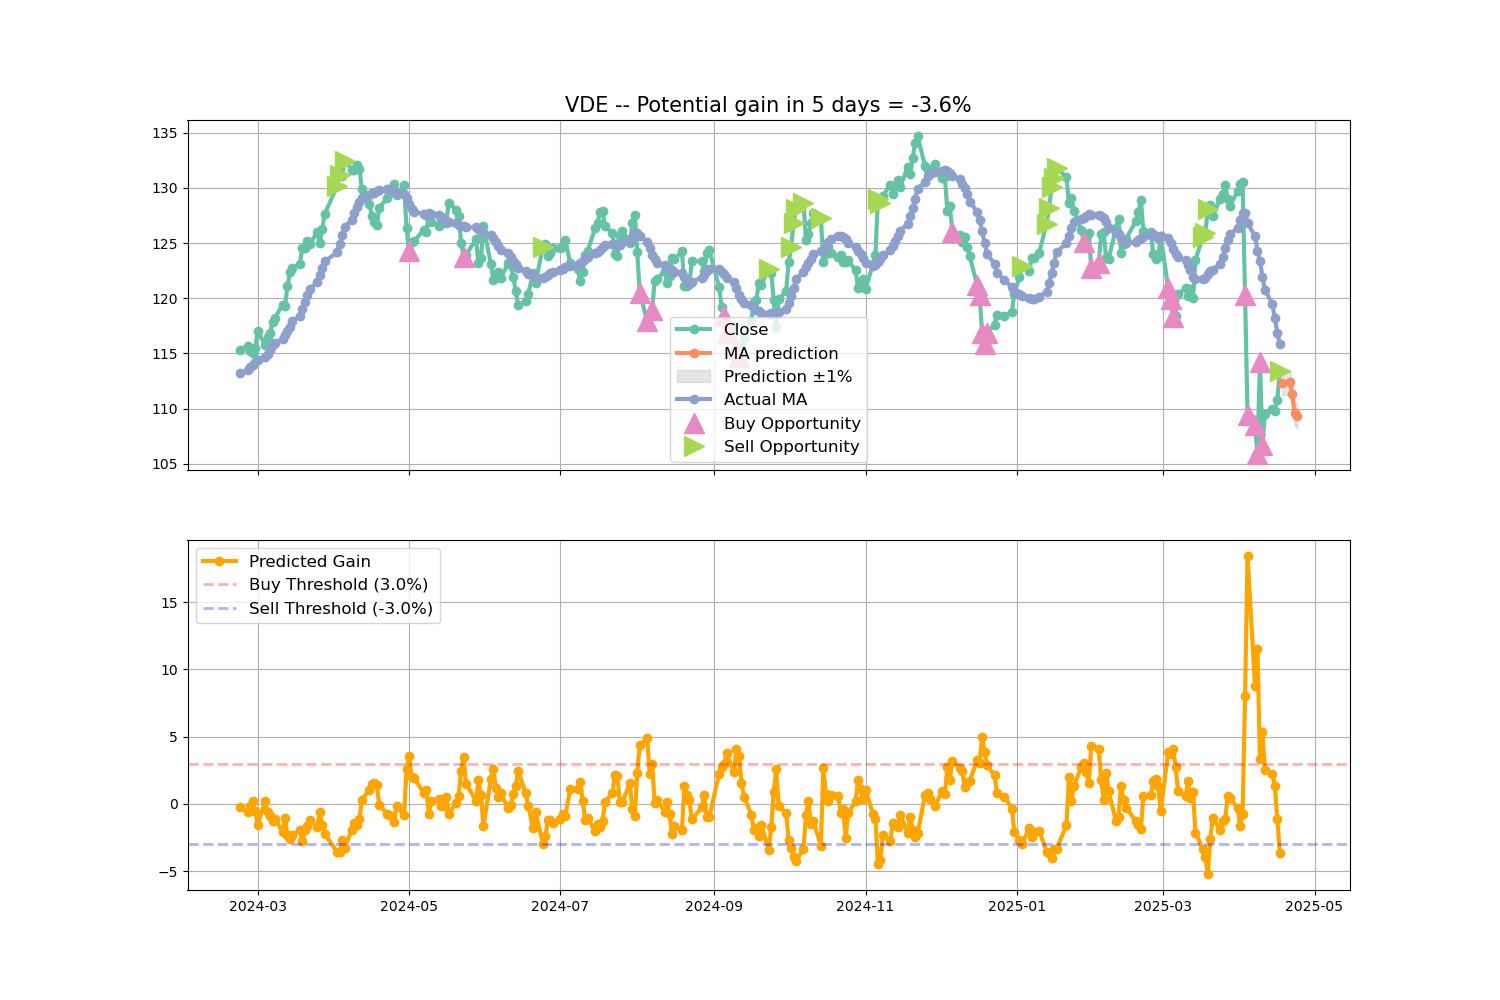 VDE -- Potential gain in 5 days = -3.6%
135
130
125
120
115
110
105
Close
MA prediction
Prediction ±1%
Actual MA
Buy Opportunity
Sell Opportunity
Predicted Gain
Buy Threshold (3.0%)
Sell Threshold (-3.0%)
15
10
5
0
−5
2024-03
2024-05
2024-07
2024-09
2024-11
2025-01
2025-03
2025-05